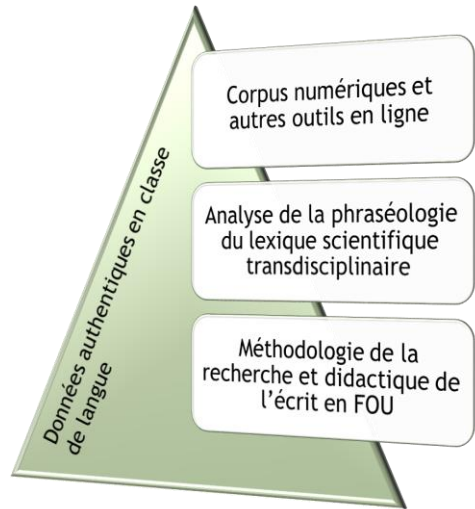 Corpus numériques et
autres outils en ligne
Analyse de la phraséologie
du lexique scientifique
transdisciplinaire
Méthodologie de la
recherche et didactique de
l'écrit en FOU
Données authentiques en classe
de langue